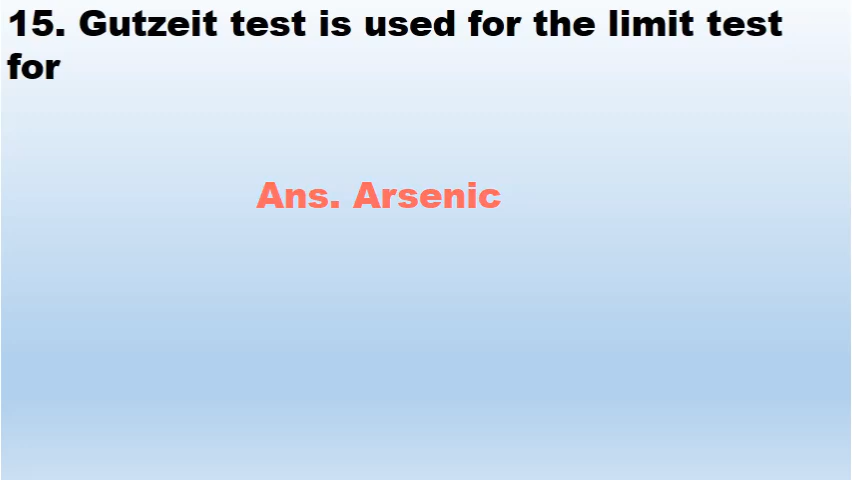 15. Gutzeit test is used for the limit test
for
Ans. Arsenic